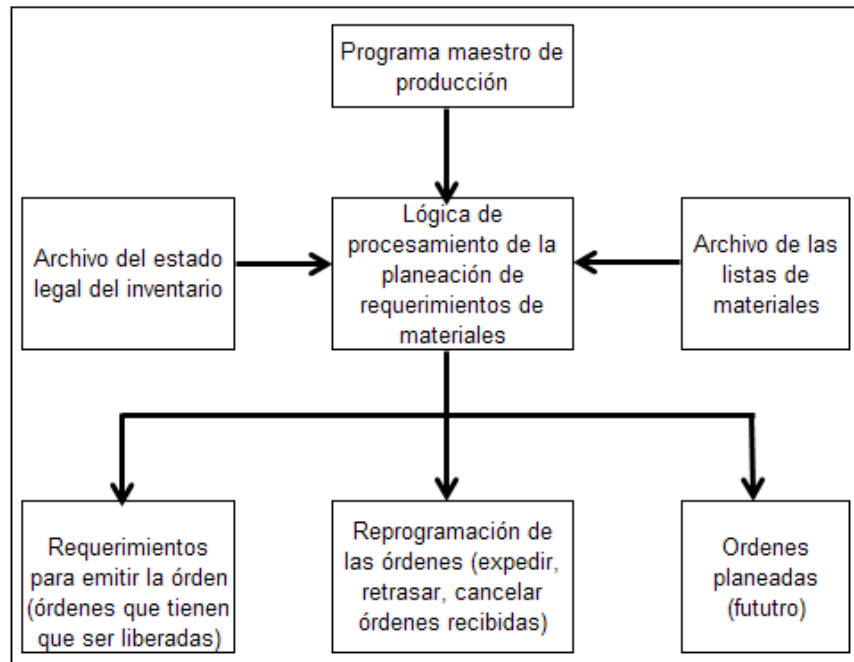 Programa maestro de
producción
Archivo del estado
legal del inventario
Lógica de
procesamiento de la
planeación de
requerimientos de
materiales
Archivo de las
listas de
materiales
Requerimientos
para emitir la órden
(órdenes que tienen
que ser liberadas)
Reprogramación de
las órdenes (expedir,
retrasar, cancelar
órdenes recibidas)
Ordenes
planeadas
(fututro)